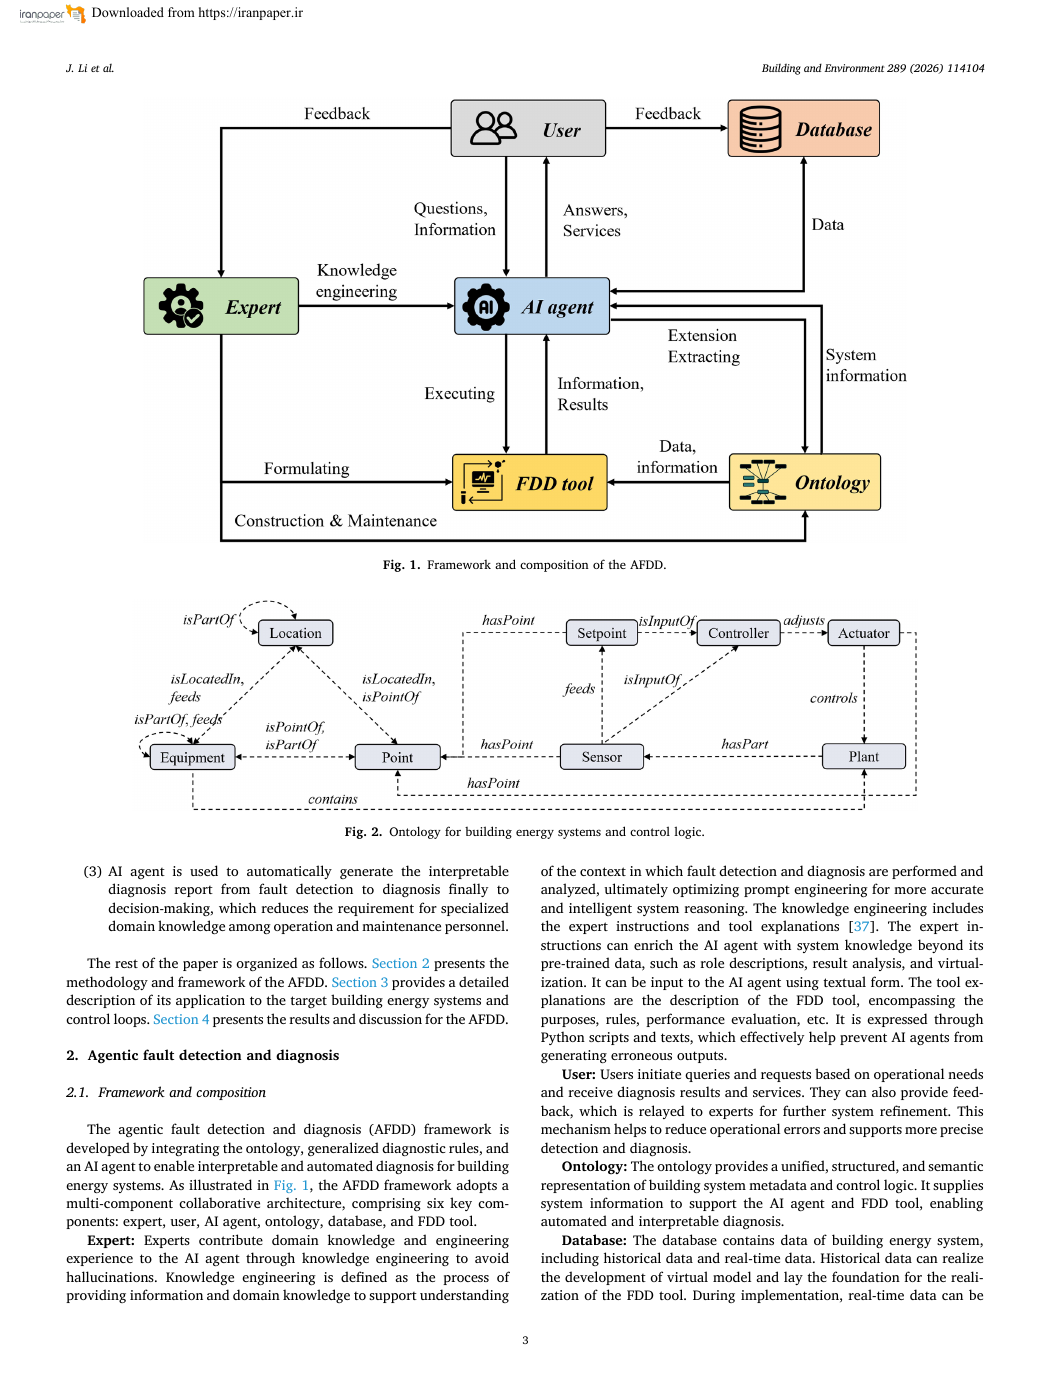 iranpaper
Downloaded from https://iranpaper.ir
J. Li et al.
Building and Environment 289 (2026) 114104
Feedback
User
Feedback
Database
Questions,
Information
Answers,
Services
Data
Knowledge
engineering
Expert
AI
AI agent
Extension
Extracting
System
information
Executing
Information,
Results
Formulating
Data,
information
FDD tool
Ontology
Construction & Maintenance
Fig. 1. Framework and composition of the AFDD.
isPartOf
Location
hasPoint
Setpoint
isInputOf
Controller
adjusts
Actuator
isLocatedIn,
feeds
isLocatedIn,
isPointOf
feeds
isInputOf
controls
isPartOf, feeds
isPointOf,
isPartOf
hasPoint
hasPart
Equipment
Point
Sensor
Plant
hasPoint
contains
Fig. 2. Ontology for building energy systems and control logic.
(3) AI agent is used to automatically generate the interpretable
diagnosis report from fault detection to diagnosis finally to
decision-making, which reduces the requirement for specialized
domain knowledge among operation and maintenance personnel.
The rest of the paper is organized as follows. Section 2 presents the
methodology and framework of the AFDD. Section 3 provides a detailed
description of its application to the target building energy systems and
control loops. Section 4 presents the results and discussion for the AFDD.
2. Agentic fault detection and diagnosis
2.1. Framework and composition
The agentic fault detection and diagnosis (AFDD) framework is
developed by integrating the ontology, generalized diagnostic rules, and
an AI agent to enable interpretable and automated diagnosis for building
energy systems. As illustrated in Fig. 1, the AFDD framework adopts a
multi-component collaborative architecture, comprising six key com-
ponents: expert, user, AI agent, ontology, database, and FDD tool.
Expert: Experts contribute domain knowledge and engineering
experience to the AI agent through knowledge engineering to avoid
hallucinations. Knowledge engineering is defined as the process of
providing information and domain knowledge to support understanding
of the context in which fault detection and diagnosis are performed and
analyzed, ultimately optimizing prompt engineering for more accurate
and intelligent system reasoning. The knowledge engineering includes
the expert instructions and tool explanations [37]. The expert in-
structions can enrich the AI agent with system knowledge beyond its
pre-trained data, such as role descriptions, result analysis, and virtual-
ization. It can be input to the AI agent using textual form. The tool ex-
planations are the description of the FDD tool, encompassing the
purposes, rules, performance evaluation, etc. It is expressed through
Python scripts and texts, which effectively help prevent AI agents from
generating erroneous outputs.
User: Users initiate queries and requests based on operational needs
and receive diagnosis results and services. They can also provide feed-
back, which is relayed to experts for further system refinement. This
mechanism helps to reduce operational errors and supports more precise
detection and diagnosis.
Ontology: The ontology provides a unified, structured, and semantic
representation of building system metadata and control logic. It supplies
system information to support the AI agent and FDD tool, enabling
automated and interpretable diagnosis.
Database: The database contains data of building energy system,
including historical data and real-time data. Historical data can realize
the development of virtual model and lay the foundation for the reali-
zation of the FDD tool. During implementation, real-time data can be
3